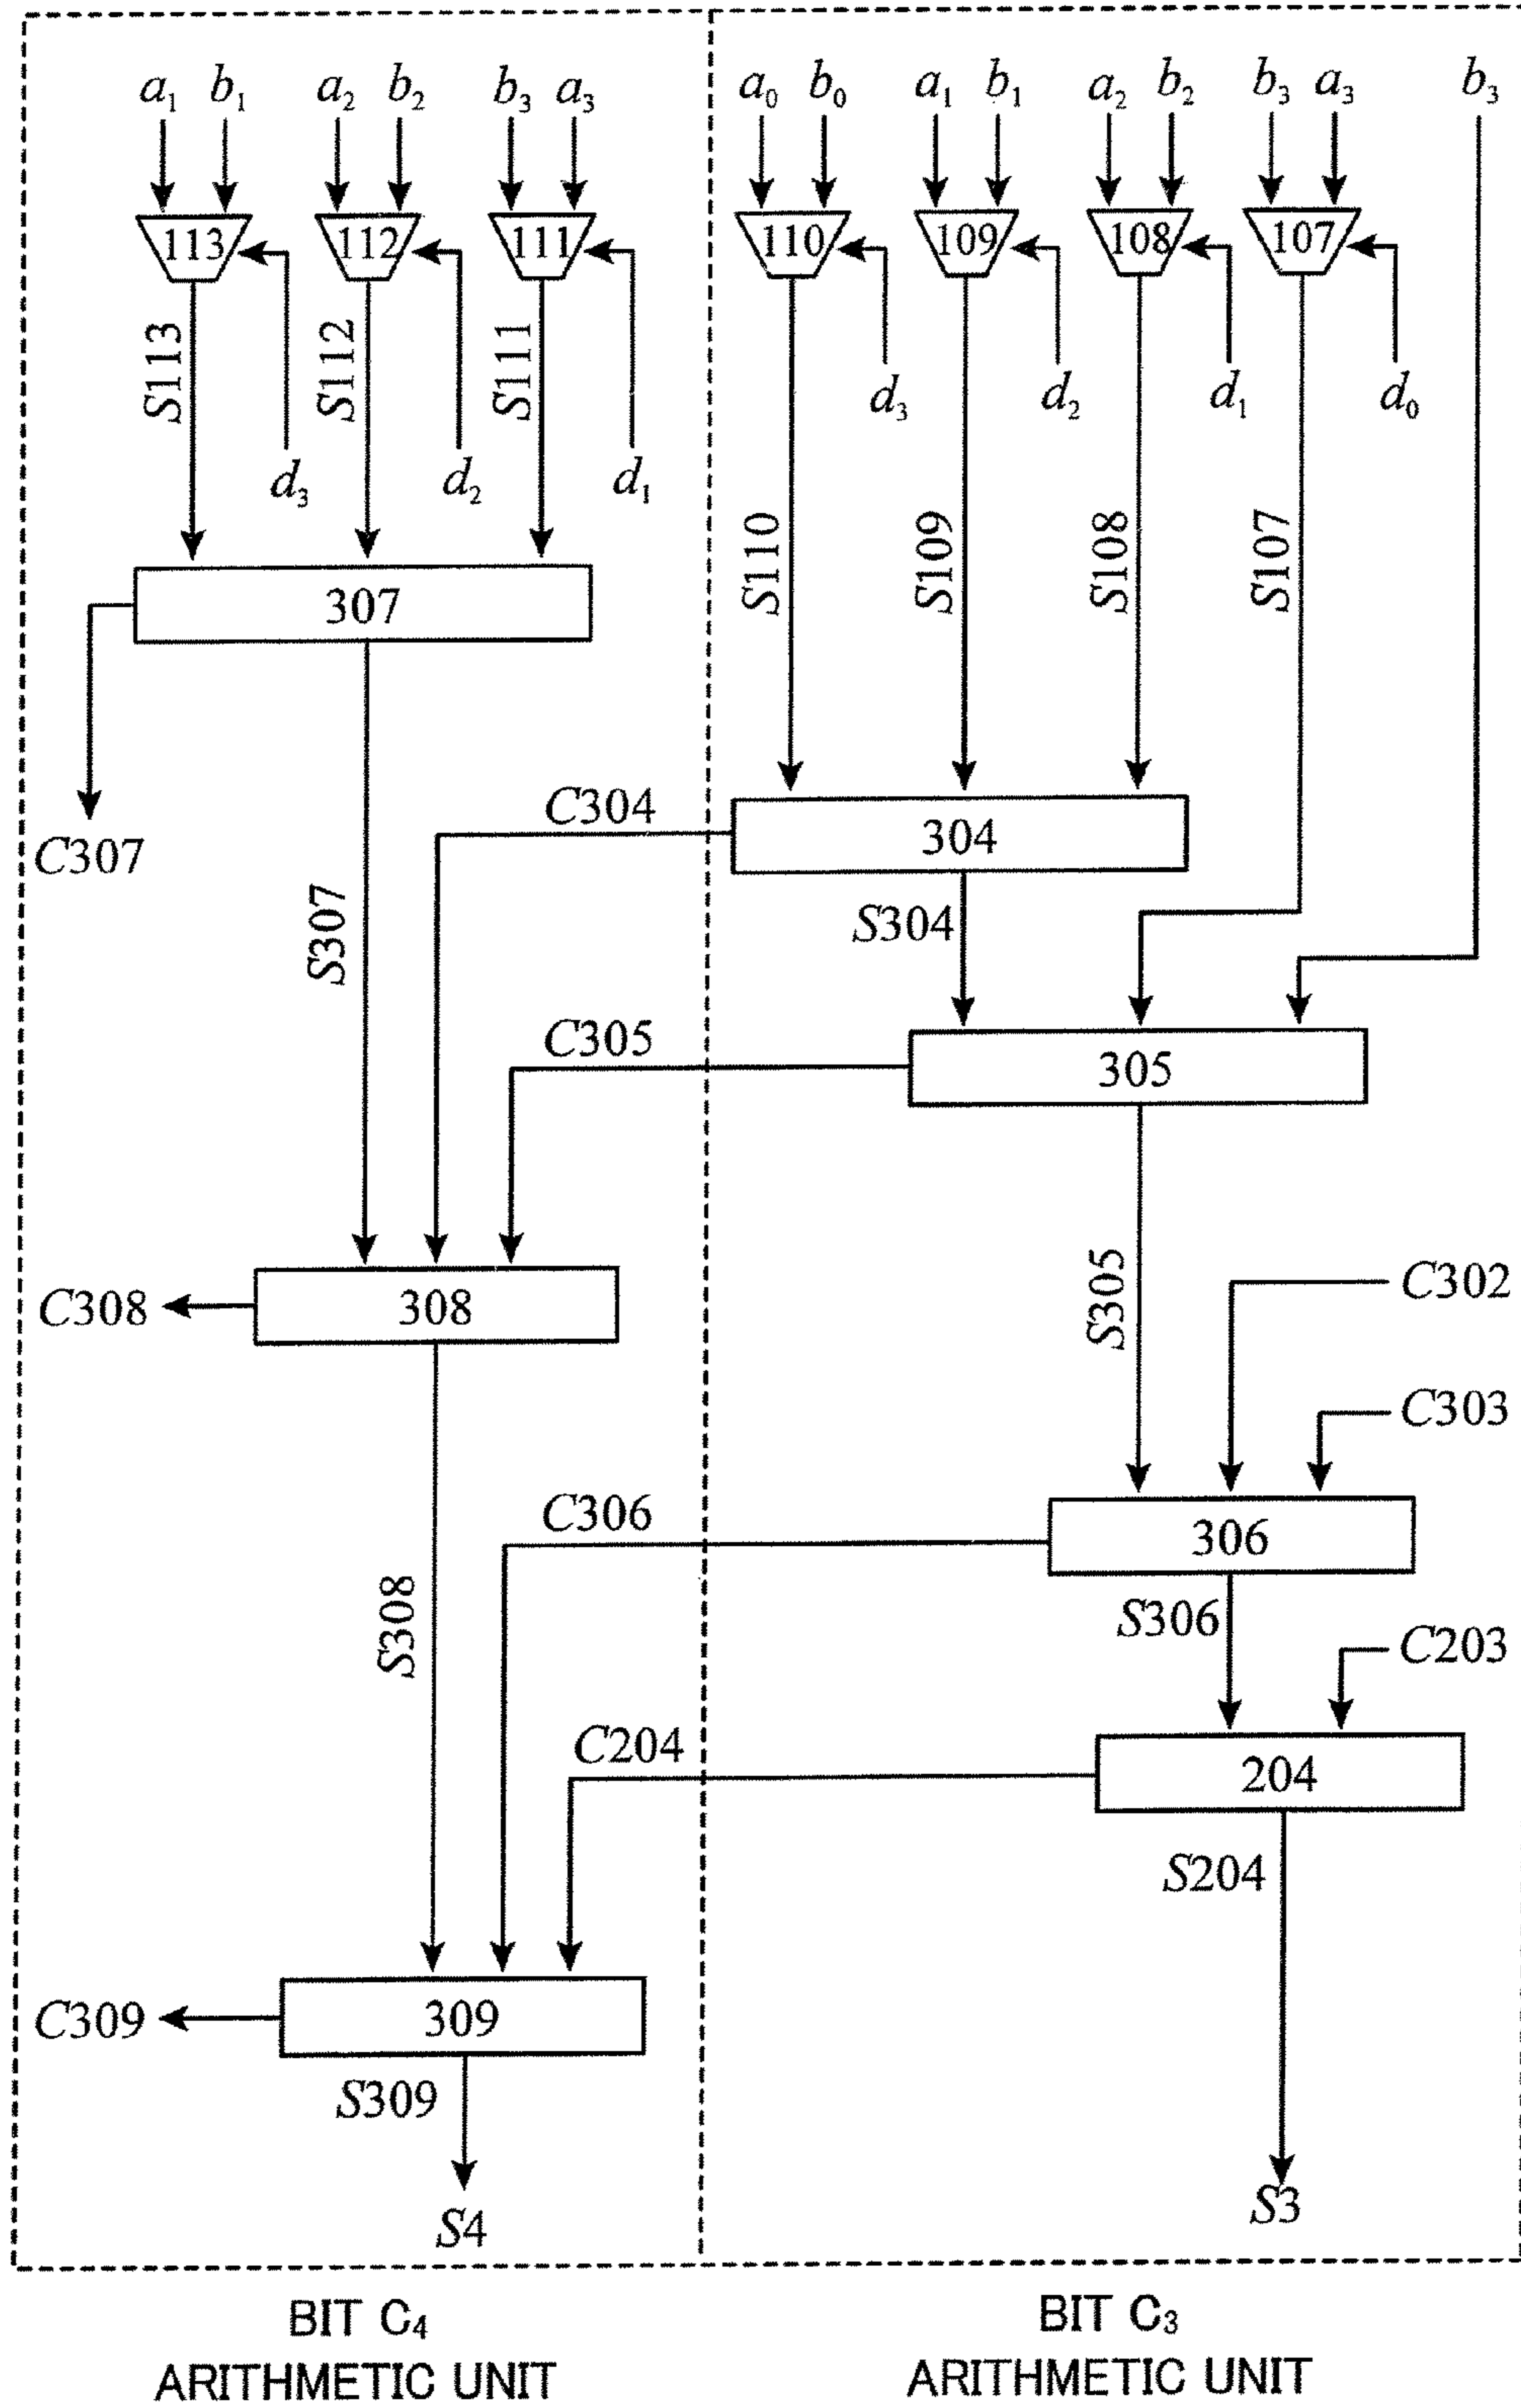 a₁ b₁ a₂ b₂ b₃ a₃ a₀ b₀ a₁ b₁ a₂ b₂ b₃ a₃ b₃
113 112 111 110 109 108 107
S113 S112 S111
d₃ d₂ d₁ d₀
d₃ d₂ d₁
S110 S109 S108 S107
307
C304
304
C307
S307
S304
C305
305
S305
C302
C308
308
C303
C306
306
S308
S306
C203
C204
204
S204
C309
309
S309
S4
S3
BIT C₄
ARITHMETIC UNIT
BIT C₃
ARITHMETIC UNIT